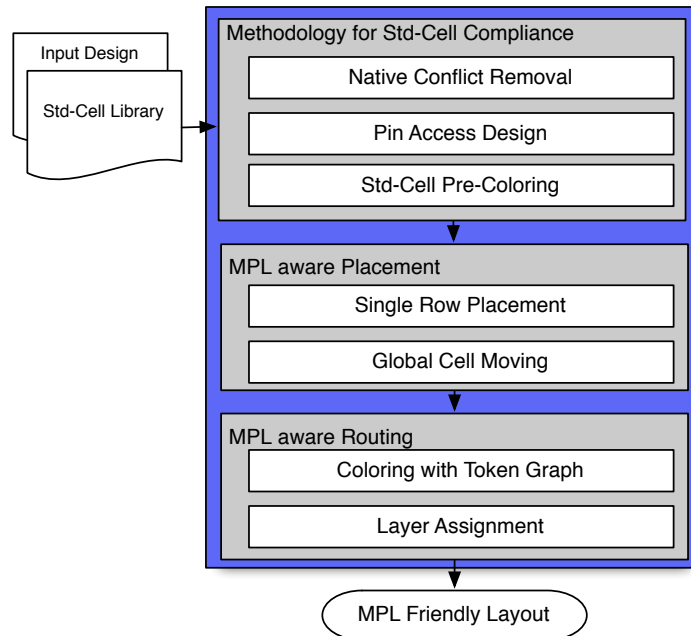 Input Design
Std-Cell Library
Methodology for Std-Cell Compliance
Native Conflict Removal
Pin Access Design
Std-Cell Pre-Coloring
MPL aware Placement
Single Row Placement
Global Cell Moving
MPL aware Routing
Coloring with Token Graph
Layer Assignment
MPL Friendly Layout